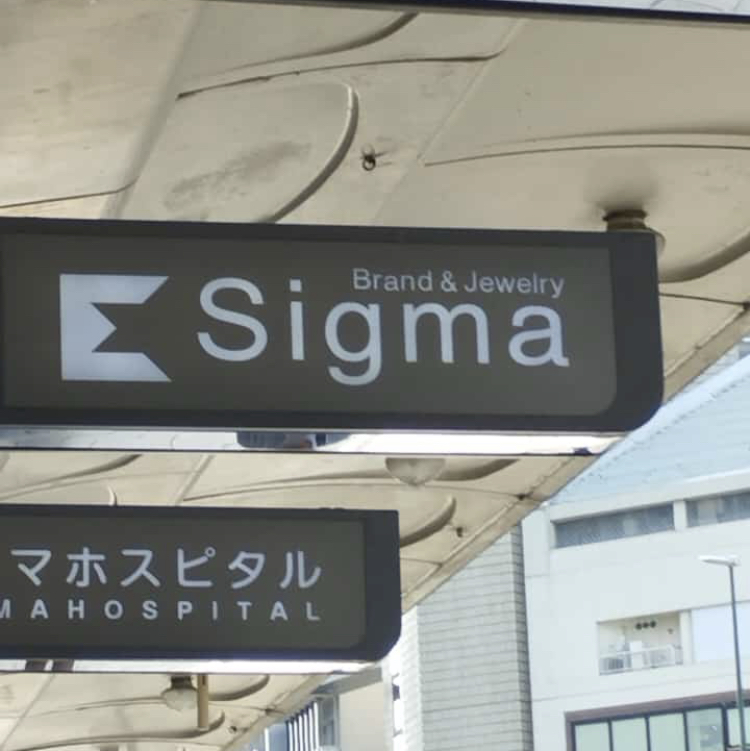 Brand & Jewelry
Sigma
マホスピタル
MAHOSPITAL